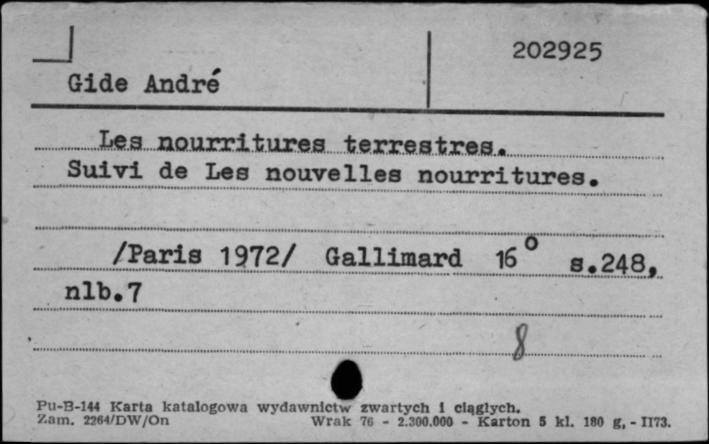 202925
Gide André
Les nourritures terrestres.
Suivi de Les nouvelles nourritures.
/Paris 1972/ Gallimard 16° s.248,
nlb.7
8
Pu-B-144 Karta katalogowa wydawnictw zwartych i ciągłych.
Zam. 2264/DW/On Wrak 76 - 2.300.000 - Karton 5 kl. 180 g, - II73.